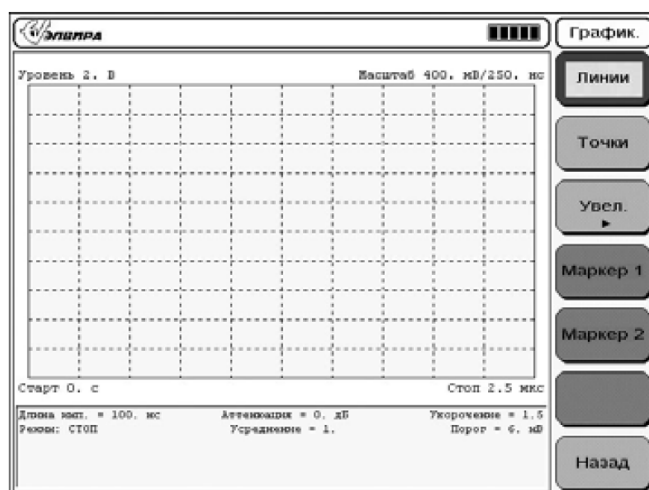 ЭЛВИРА
График.
Уровень 2. В Масштаб 400. мВ/250. нс
Линии
Точки
Увел.
Маркер 1
Маркер 2
Старт 0. с Стоп 2.5 мкс
Длина имп. = 100. нс Аттенюация = 0. дБ Укорочение = 1.5
Режим: СТОП Усреднение = 1. Порог = 6. мВ
Назад